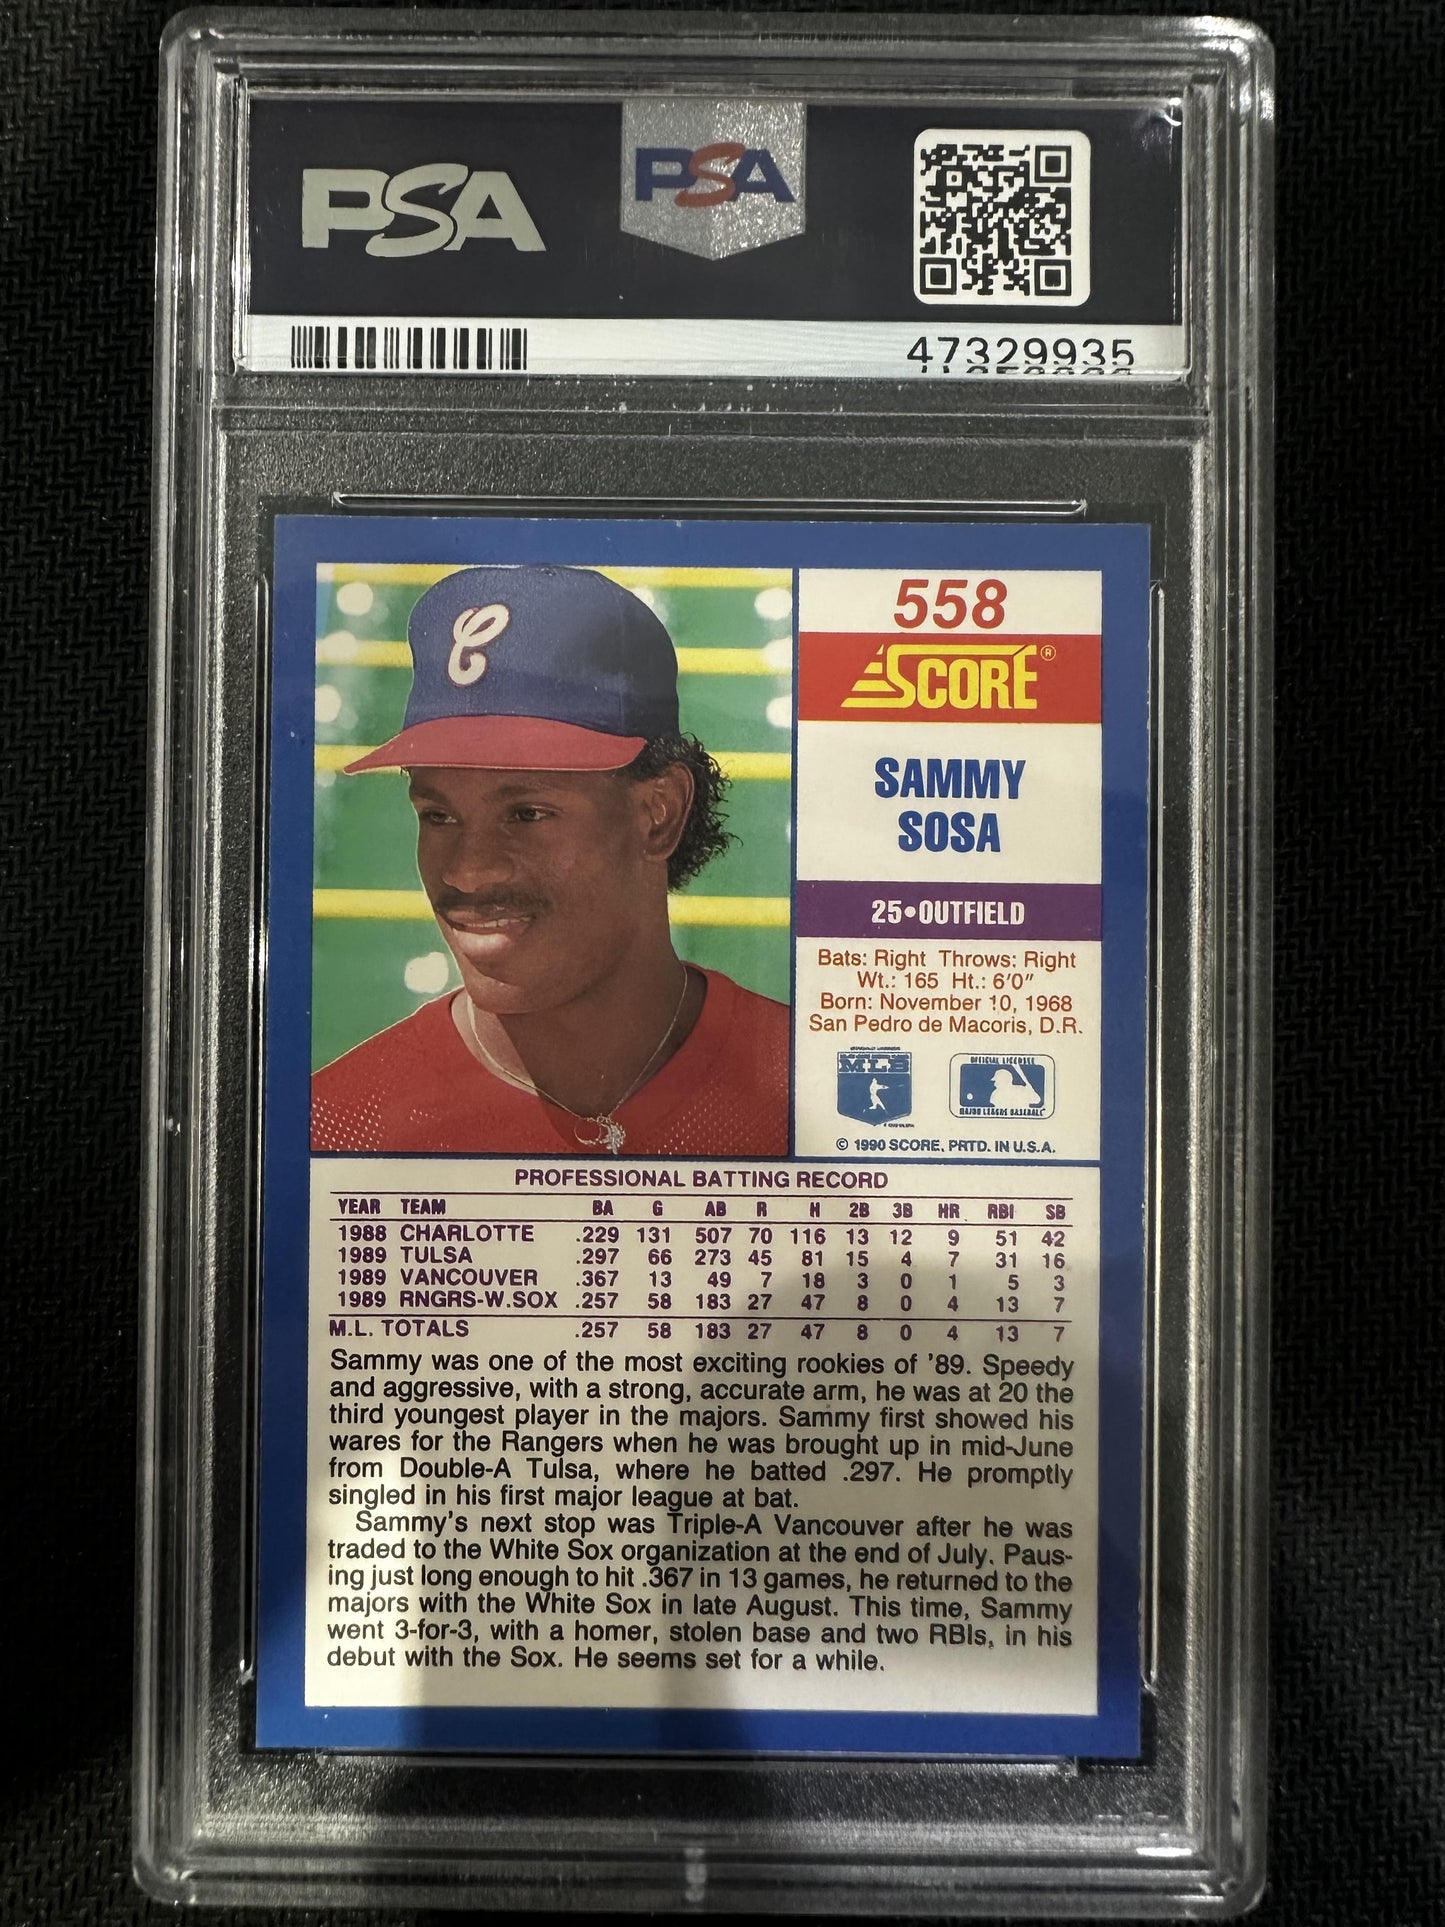 PSA
PSA
47329935
C
558
SCORE®
SAMMY
SOSA
25•OUTFIELD
Bats: Right Throws: Right
Wt.: 165 Ht.: 6'0"
Born: November 10, 1968
San Pedro de Macoris, D.R.
MLB
OFFICIAL LICENSEE
MAJOR LEAGUE BASEBALL
© 1990 SCORE, PRTD. IN U.S.A.
PROFESSIONAL BATTING RECORD
YEAR TEAM BA G AB R H 2B 3B HR RBI SB
1988 CHARLOTTE .229 131 507 70 116 13 12 9 51 42
1989 TULSA .297 66 273 45 81 15 4 7 31 16
1989 VANCOUVER .367 13 49 7 18 3 0 1 5 3
1989 RNGRS-W.SOX .257 58 183 27 47 8 0 4 13 7
M.L. TOTALS .257 58 183 27 47 8 0 4 13 7
Sammy was one of the most exciting rookies of '89. Speedy
and aggressive, with a strong, accurate arm, he was at 20 the
third youngest player in the majors. Sammy first showed his
wares for the Rangers when he was brought up in mid-June
from Double-A Tulsa, where he batted .297. He promptly
singled in his first major league at bat.
Sammy's next stop was Triple-A Vancouver after he was
traded to the White Sox organization at the end of July. Paus-
ing just long enough to hit .367 in 13 games, he returned to the
majors with the White Sox in late August. This time, Sammy
went 3-for-3, with a homer, stolen base and two RBIs, in his
debut with the Sox. He seems set for a while.